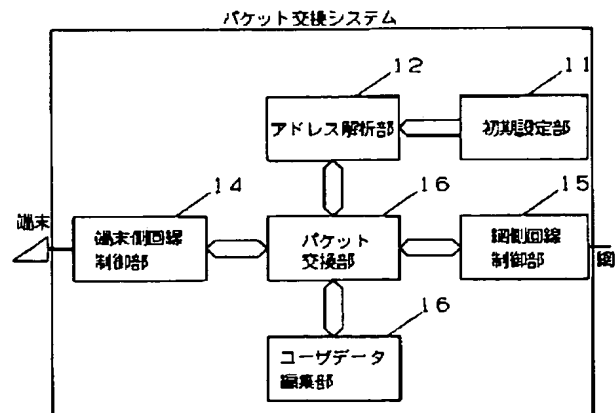 パケット交換システム
12
11
アドレス解析部
初期設定部
14
16
15
端末
端末側回線
制御部
パケット
交換部
網側回線
制御部
網
16
ユーザデータ
編集部